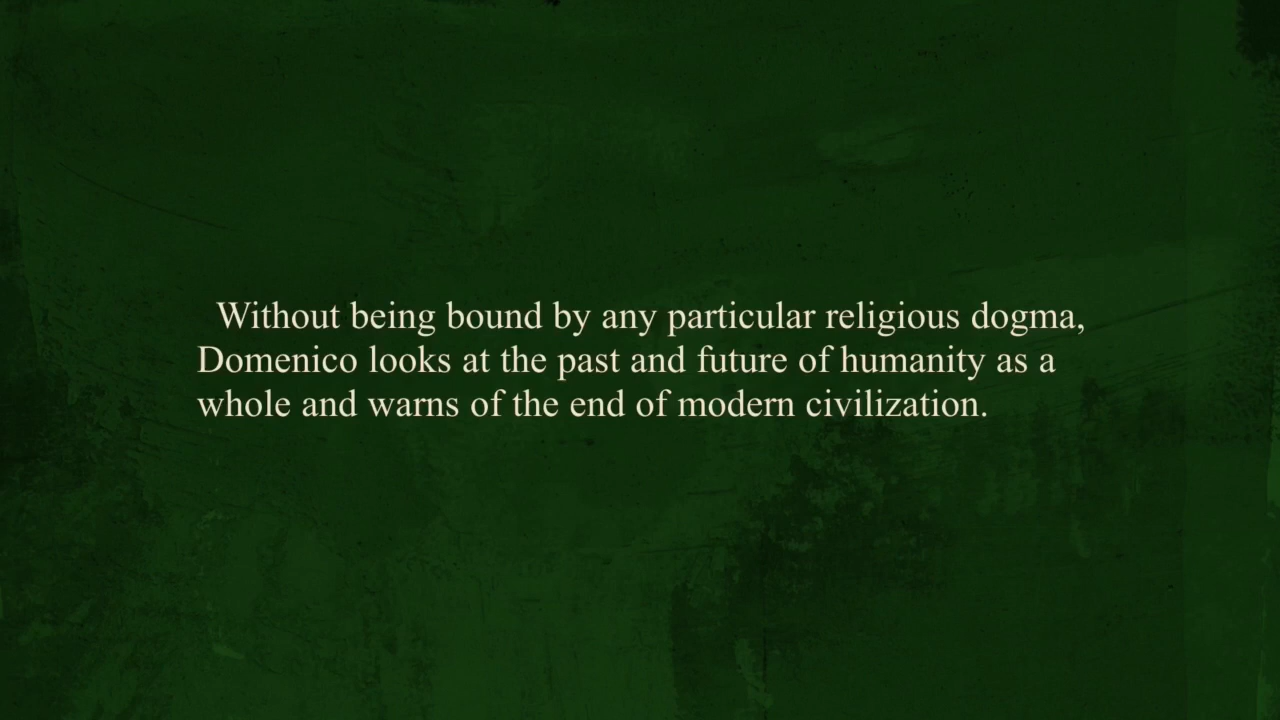 Without being bound by any particular religious dogma,
Domenico looks at the past and future of humanity as a
whole and warns of the end of modern civilization.